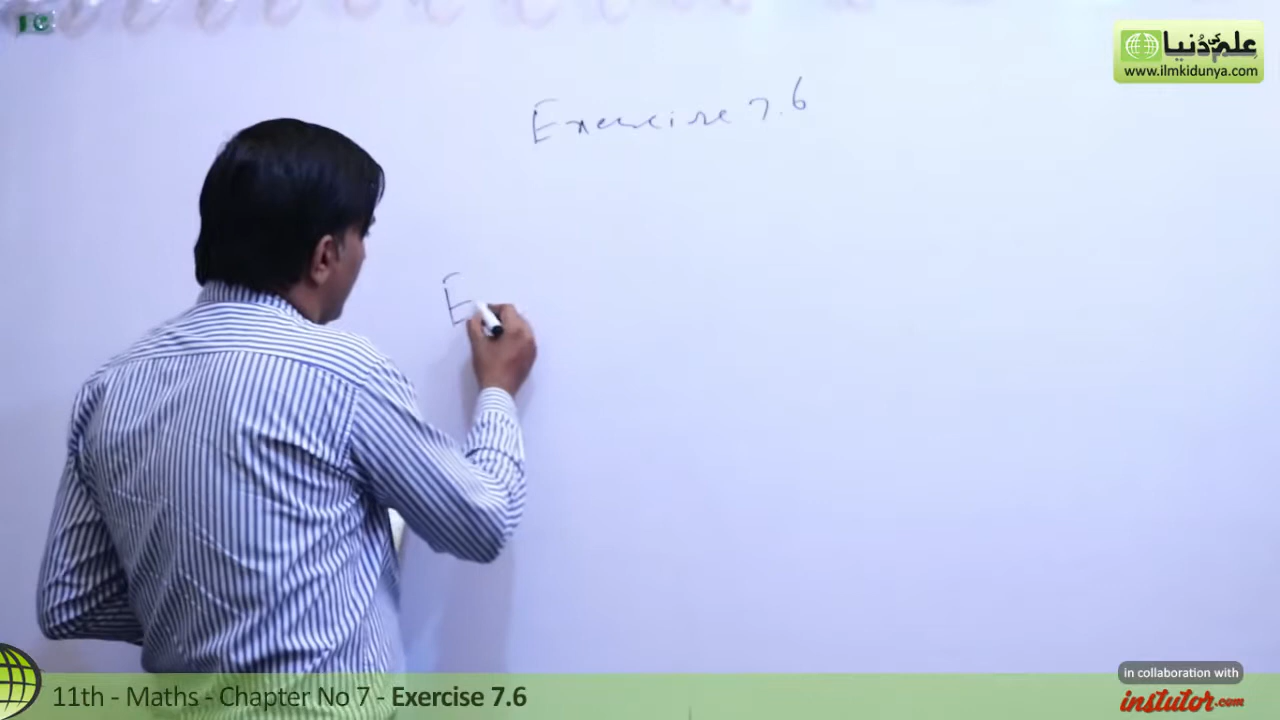 علم کی دُنیا
www.ilmkidunya.com
Exercise 7.6
E
11th - Maths - Chapter No 7 - Exercise 7.6
in collaboration with
instutor.com